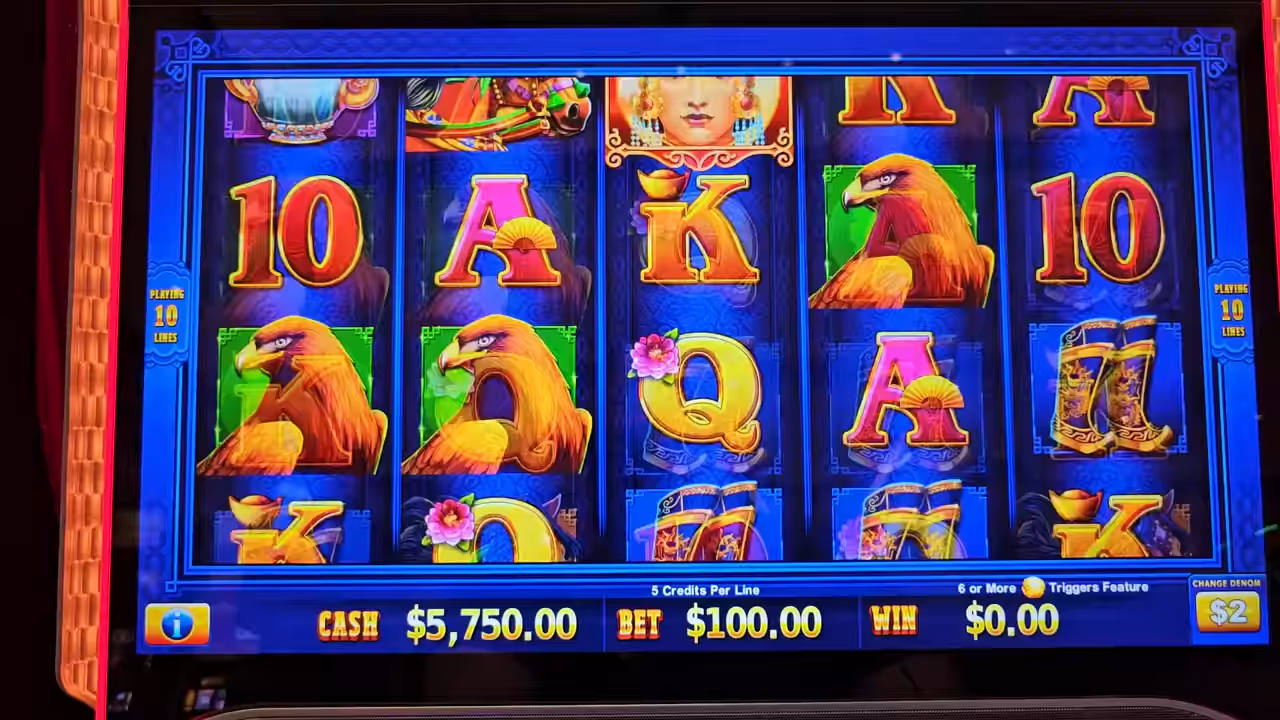 K A
10 A K 10
PLAYING 10 LINES
PLAYING 10 LINES
K Q Q A
K Q K
5 Credits Per Line
6 or More Triggers Feature
CHANGE DENOM
$2
i
CASH $5,750.00
BET $100.00
WIN $0.00